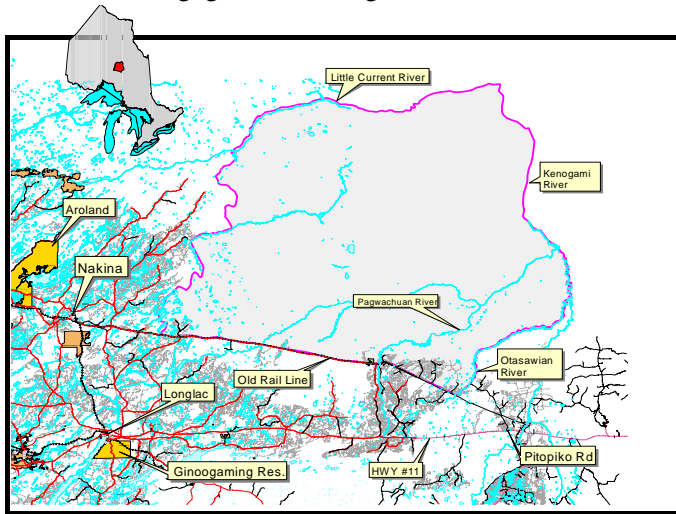 Little Current River
Kenogami
River
Aroland
Nakina
Pagwachuan River
Otasawian
River
Old Rail Line
Longlac
Ginoogaming Res.
HWY #11
Pitopiko Rd